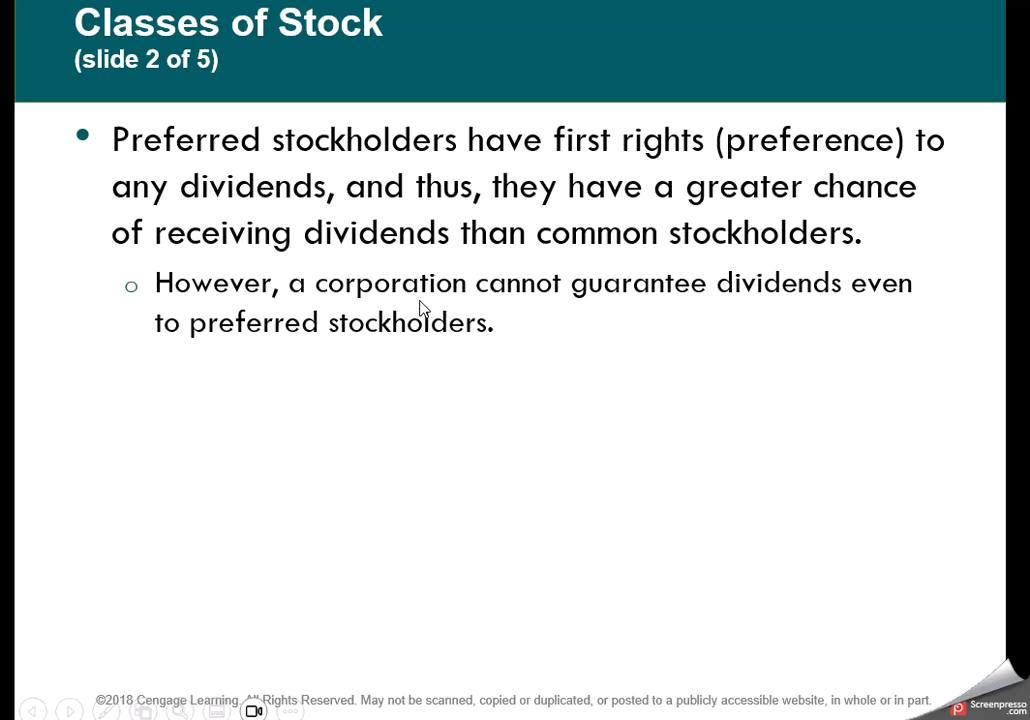 Classes of Stock
(slide 2 of 5)
• Preferred stockholders have first rights (preference) to
any dividends, and thus, they have a greater chance
of receiving dividends than common stockholders.
o However, a corporation cannot guarantee dividends even
to preferred stockholders.
©2018 Cengage Learning. All Rights Reserved. May not be scanned, copied or duplicated, or posted to a publicly accessible website, in whole or in part.
Screenpresso
.com